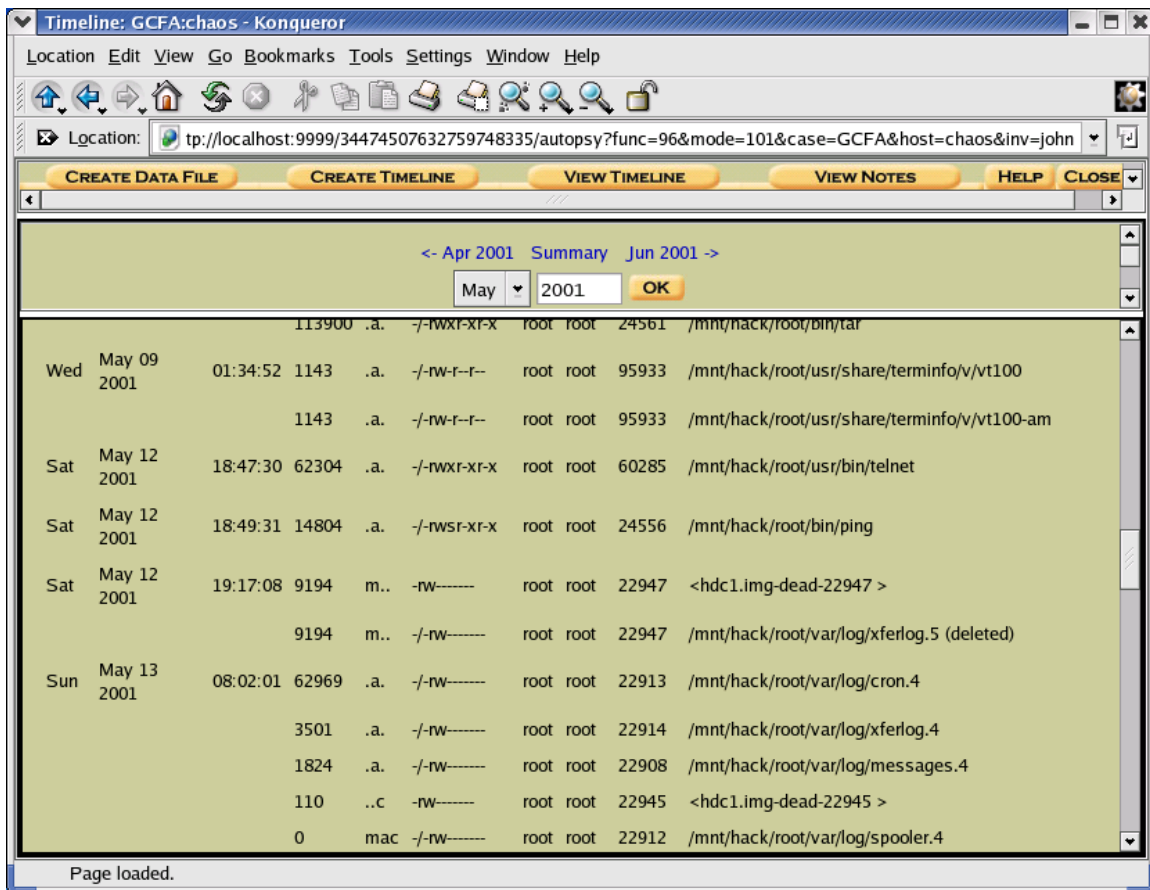 Timeline: GCFA:chaos - Konqueror
Location Edit View Go Bookmarks Tools Settings Window Help
Location: tp://localhost:9999/34474507632759748335/autopsy?func=96&mode=101&case=GCFA&host=chaos&inv=john
CREATE DATA FILE CREATE TIMELINE VIEW TIMELINE VIEW NOTES HELP CLOSE
<- Apr 2001 Summary Jun 2001 ->
May 2001 OK
113900 .a. -/-rwxr-xr-x root root 24561 /mnt/hack/root/bin/tar
Wed May 09 2001 01:34:52 1143 .a. -/-rw-r--r-- root root 95933 /mnt/hack/root/usr/share/terminfo/v/vt100
1143 .a. -/-rw-r--r-- root root 95933 /mnt/hack/root/usr/share/terminfo/v/vt100-am
Sat May 12 2001 18:47:30 62304 .a. -/-rwxr-xr-x root root 60285 /mnt/hack/root/usr/bin/telnet
Sat May 12 2001 18:49:31 14804 .a. -/-rwsr-xr-x root root 24556 /mnt/hack/root/bin/ping
Sat May 12 2001 19:17:08 9194 m.. -rw------- root root 22947 <hdc1.img-dead-22947 >
9194 m.. -/-rw------- root root 22947 /mnt/hack/root/var/log/xferlog.5 (deleted)
Sun May 13 2001 08:02:01 62969 .a. -/-rw------- root root 22913 /mnt/hack/root/var/log/cron.4
3501 .a. -/-rw------- root root 22914 /mnt/hack/root/var/log/xferlog.4
1824 .a. -/-rw------- root root 22908 /mnt/hack/root/var/log/messages.4
110 ..c -rw------- root root 22945 <hdc1.img-dead-22945 >
0 mac -/-rw------- root root 22912 /mnt/hack/root/var/log/spooler.4
Page loaded.